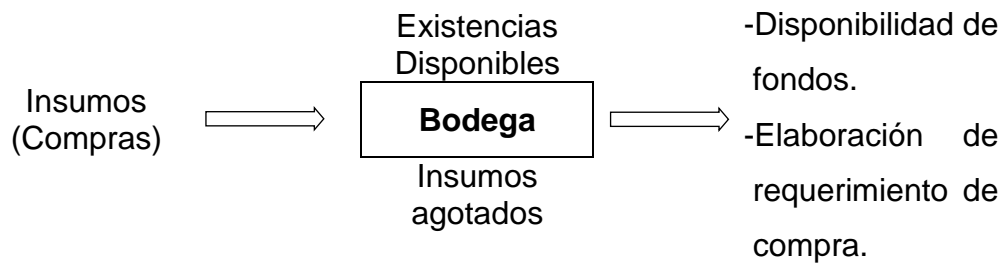 Insumos
(Compras)
Existencias
Disponibles
Bodega
Insumos
agotados
-Disponibilidad de
fondos.
-Elaboración de
requerimiento de
compra.